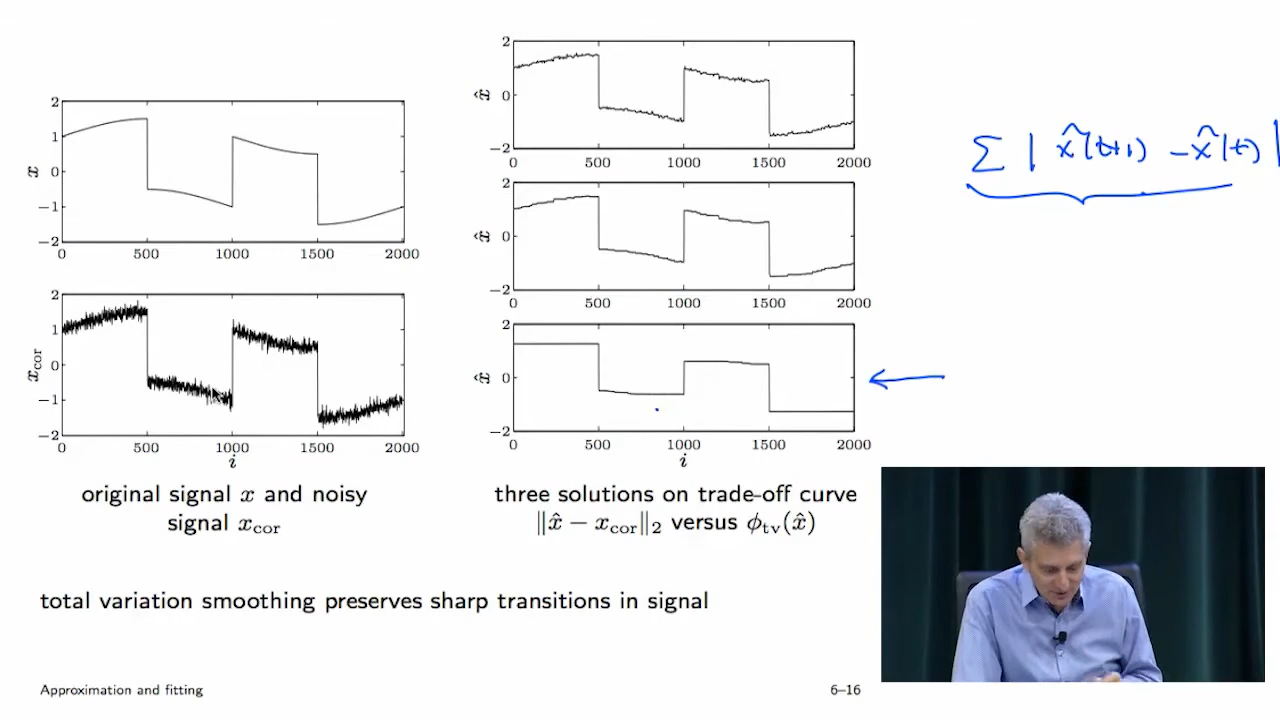 2
1
0
−1
−2
x
0 500 1000 1500 2000
2
1
0
−1
−2
x_cor
0 500 1000 1500 2000
i
original signal x and noisy
signal x_cor
2
0
−2
x̂
0 500 1000 1500 2000
2
0
−2
x̂
0 500 1000 1500 2000
2
0
−2
x̂
0 500 1000 1500 2000
i
three solutions on trade-off curve
‖x̂ − x_cor‖₂ versus ϕ_tv(x̂)
∑ | x̂(t+1) − x̂(t) |
total variation smoothing preserves sharp transitions in signal
Approximation and fitting
6–16